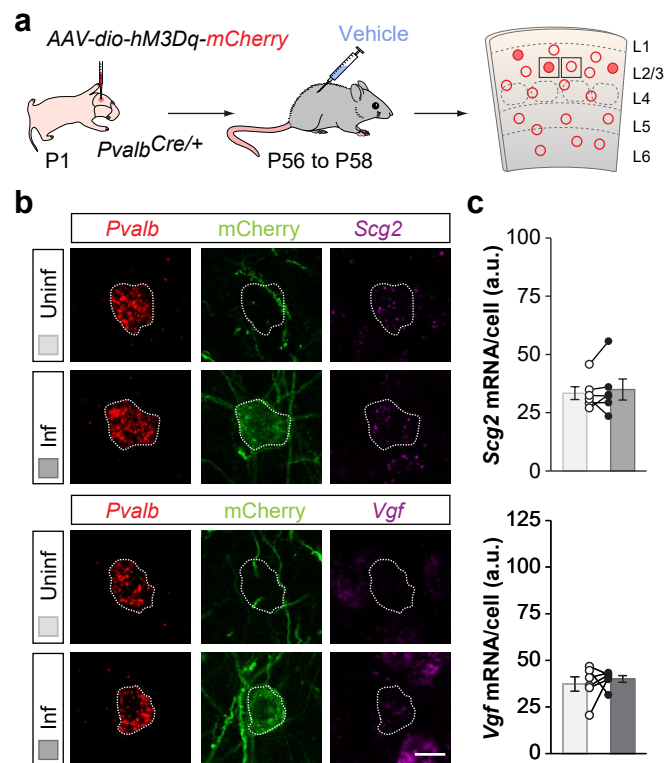 a
AAV-dio-hM3Dq-mCherry
Vehicle
P1
Pvalb^Cre/+
P56 to P58
L1
L2/3
L4
L5
L6
b
Pvalb mCherry Scg2
Uninf
Inf
Pvalb mCherry Vgf
Uninf
Inf
c
Scg2 mRNA/cell (a.u.)
100
75
50
25
0
Vgf mRNA/cell (a.u.)
125
100
75
50
25
0